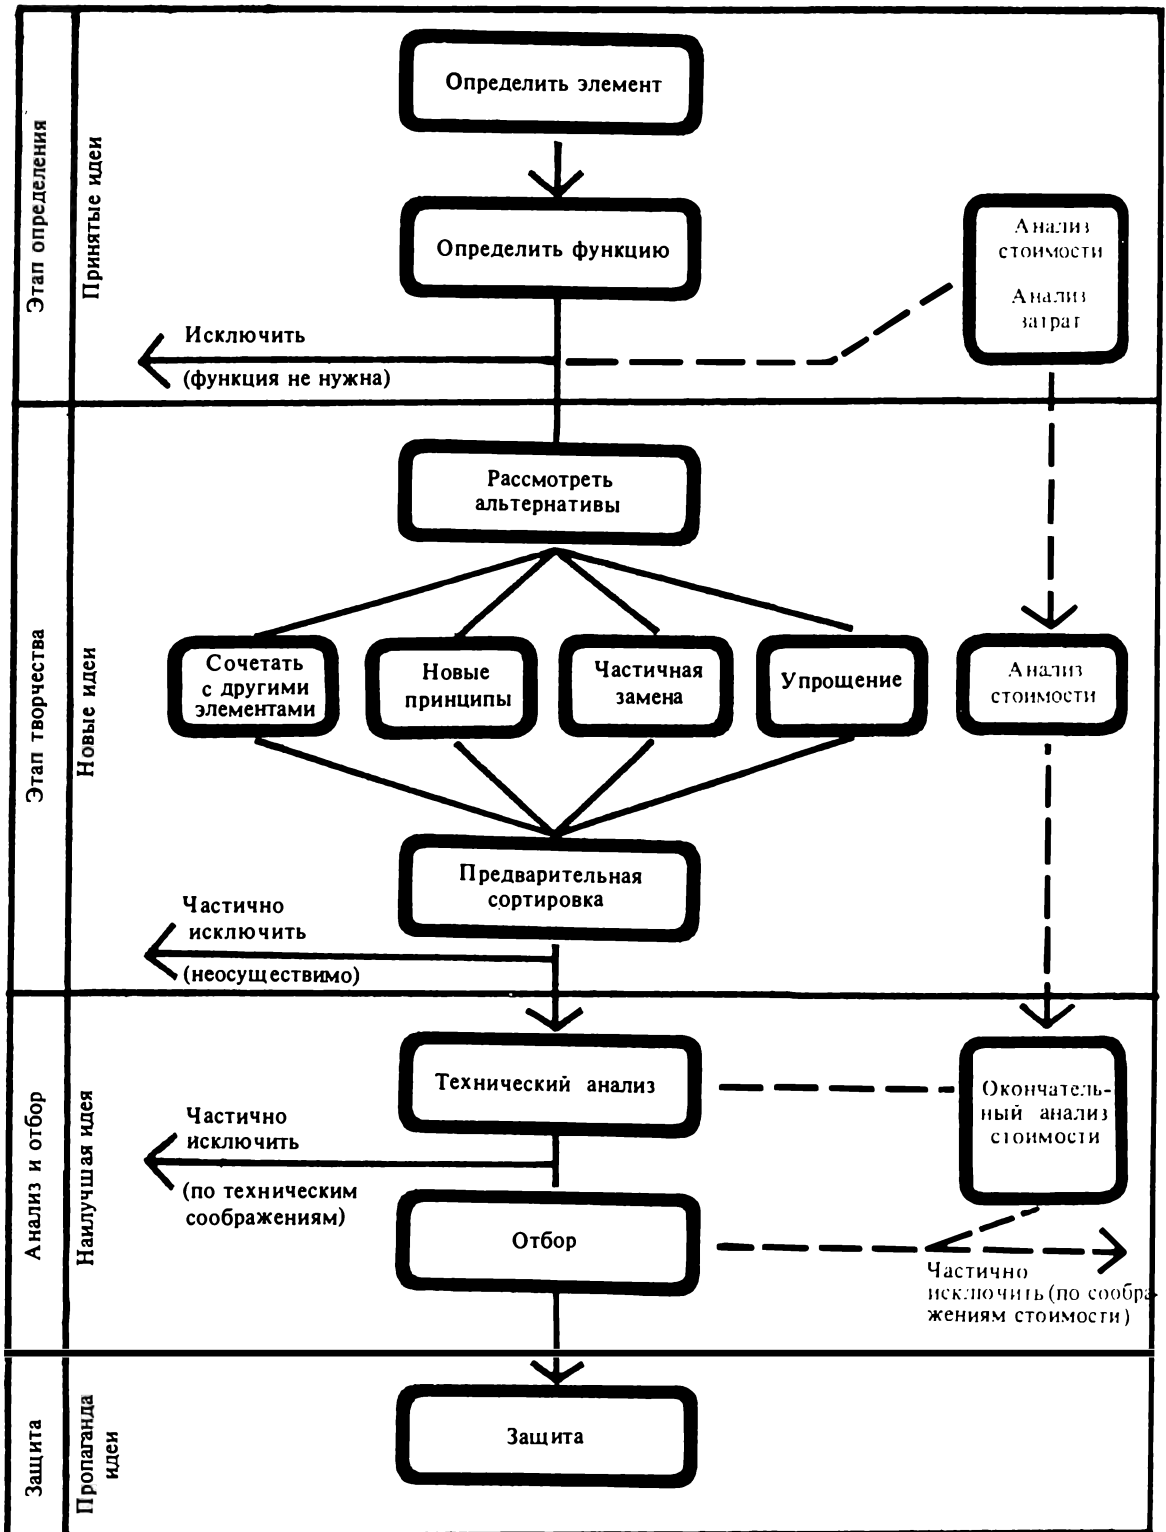 Этап определения
Принятые идеи
Определить элемент
Определить функцию
Анализ
стоимости
Анализ
затрат
Исключить
(функция не нужна)
Этап творчества
Новые идеи
Рассмотреть
альтернативы
Сочетать
с другими
элементами
Новые
принципы
Частичная
замена
Упрощение
Анализ
стоимости
Предварительная
сортировка
Частично
исключить
(неосуществимо)
Анализ и отбор
Наилучшая идея
Технический анализ
Окончатель-
ный анализ
стоимости
Частично
исключить
(по техническим
соображениям)
Отбор
Частично
исключить (по сообра-
жениям стоимости)
Защита
Пропаганда
идеи
Защита